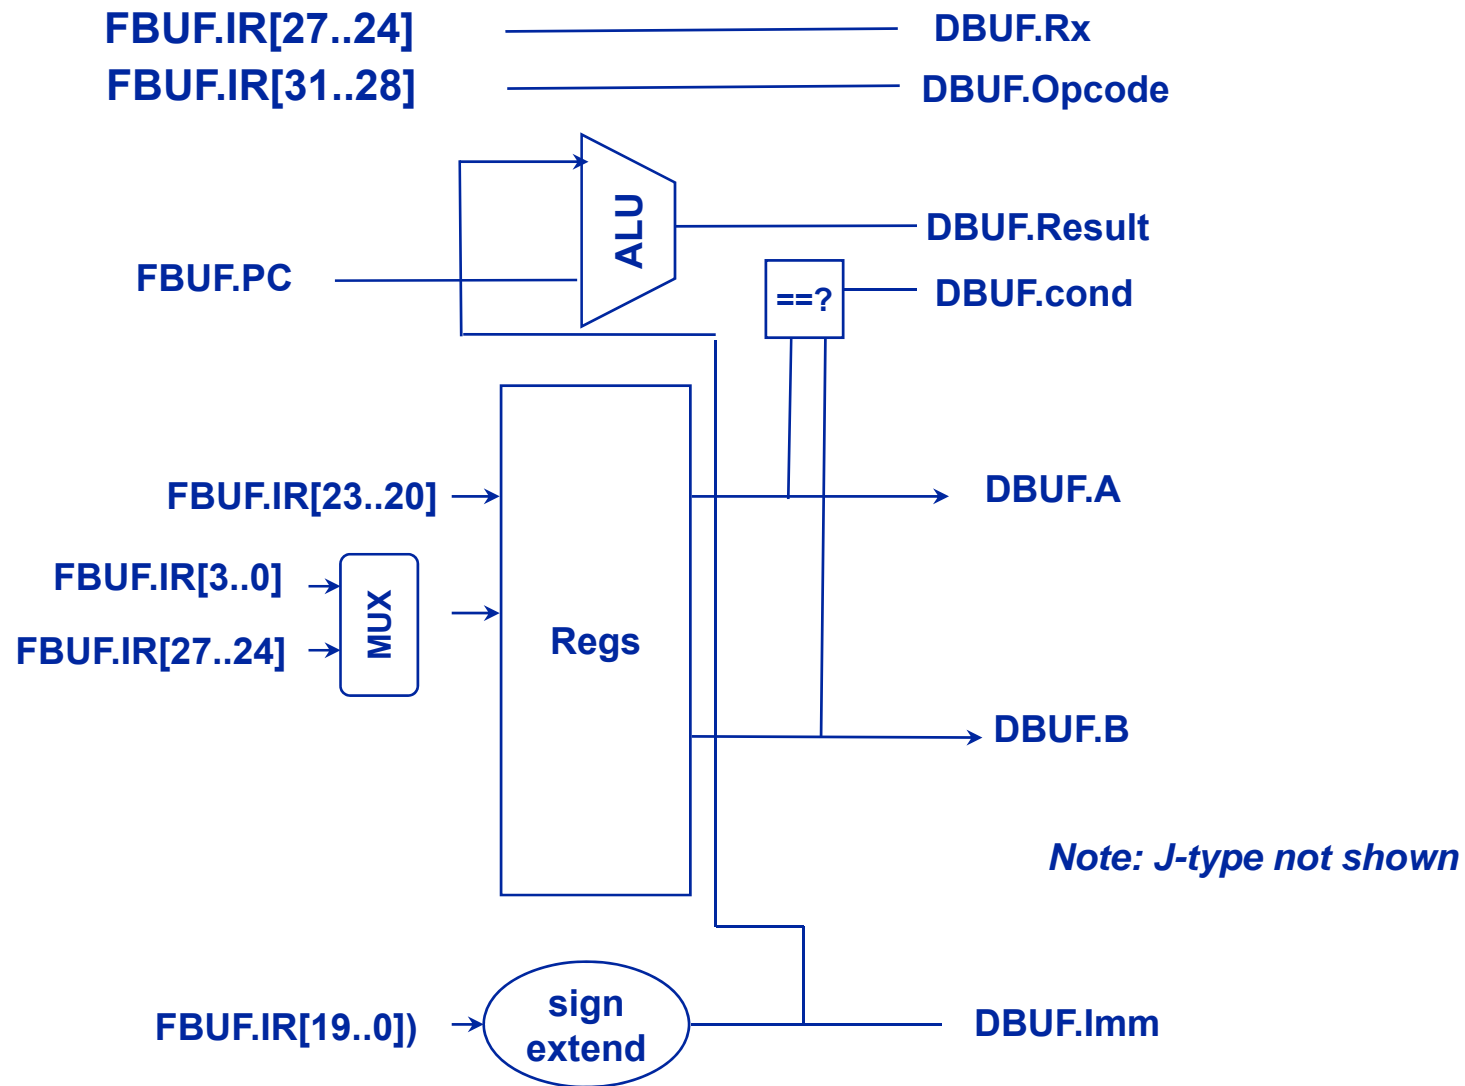 FBUF.IR[27..24]
DBUF.Rx
FBUF.IR[31..28]
DBUF.Opcode
ALU
DBUF.Result
FBUF.PC
==?
DBUF.cond
FBUF.IR[23..20]
DBUF.A
FBUF.IR[3..0]
MUX
FBUF.IR[27..24]
Regs
DBUF.B
Note: J-type not shown
FBUF.IR[19..0])
sign
extend
DBUF.Imm